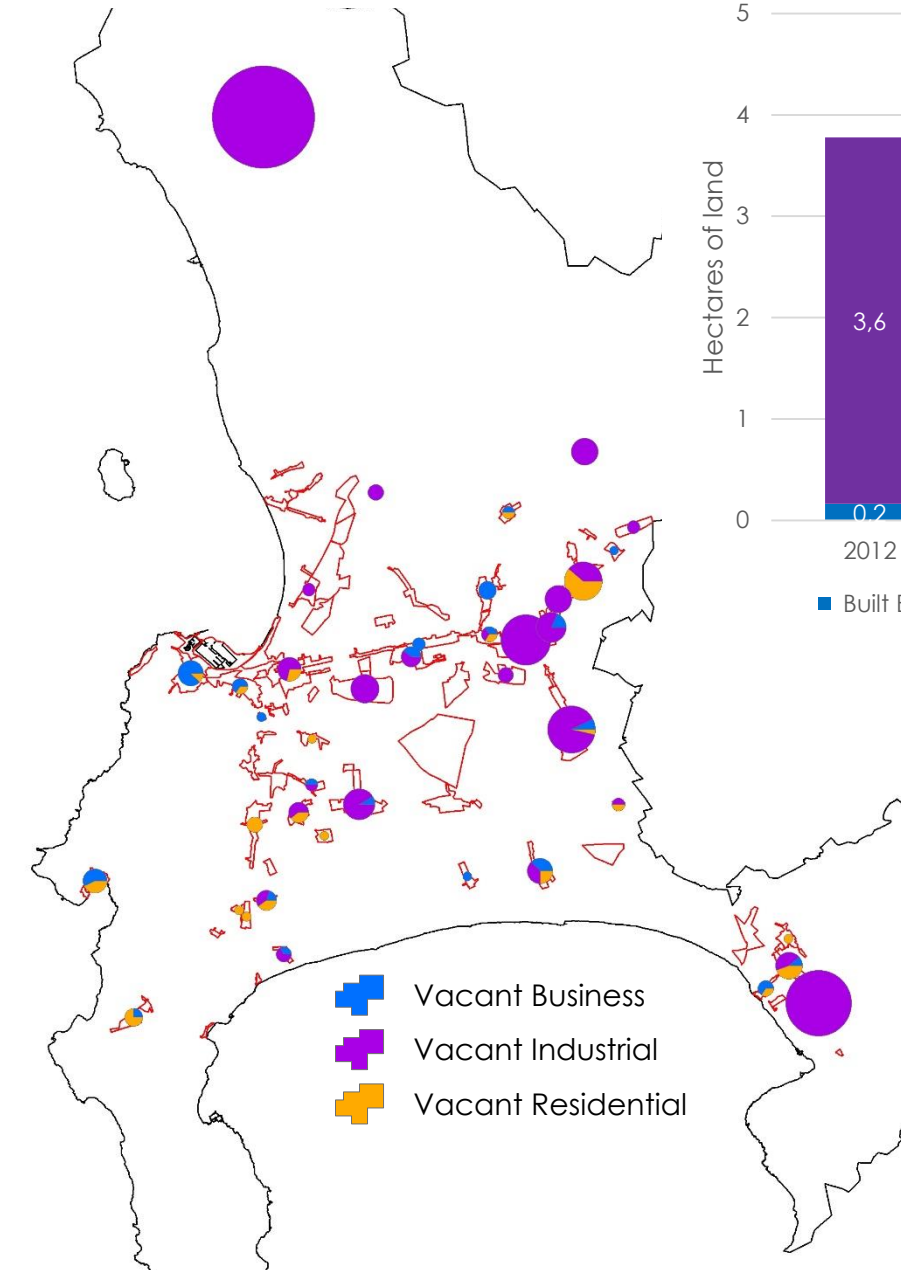 5
4
3
2
1
0
Hectares of land
3,6
0,2
2012
Built
Vacant Business
Vacant Industrial
Vacant Residential